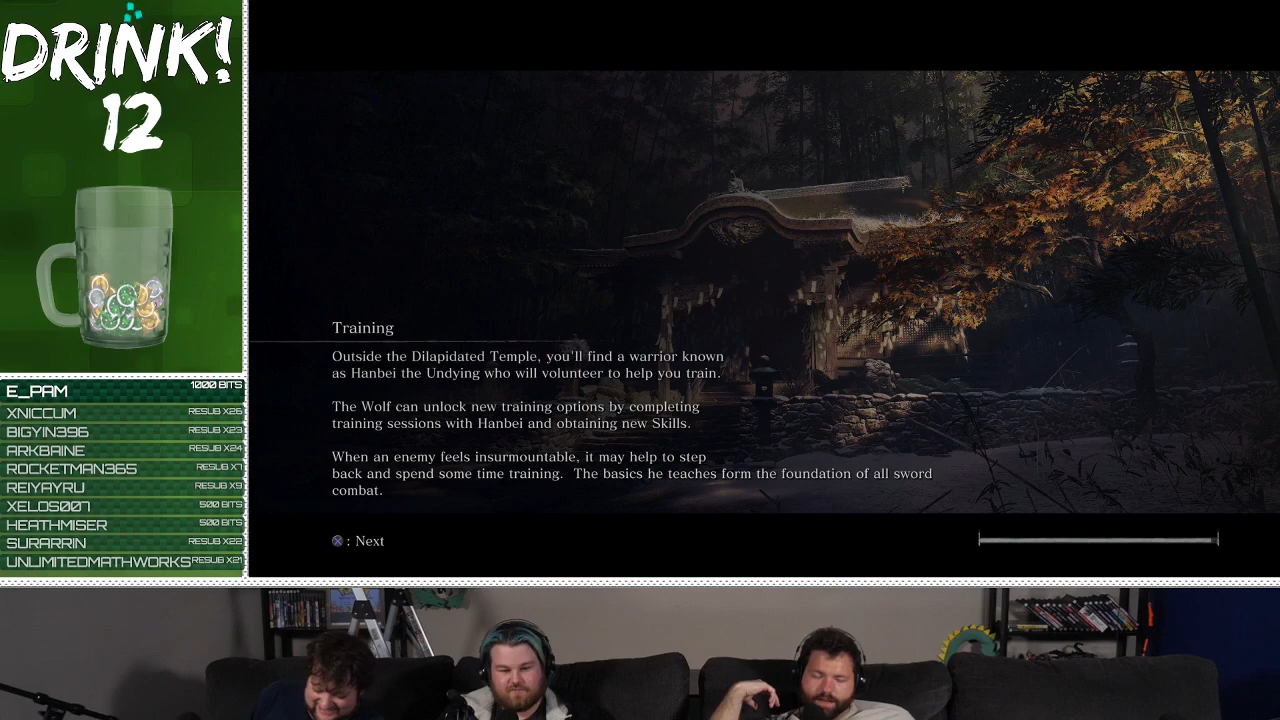 DRINK!
12
E_PAM 1000 BITS
XNICCUM RESUB X26
BIGYIN396 RESUB X23
ARKBAINE RESUB X24
ROCKETMAN365 RESUB X7
REIYAYRU RESUB X9
XELOS007 500 BITS
HEATHMISER 500 BITS
SURARRIN RESUB X22
UNLIMITEDMATHWORKS RESUB X21
Training
Outside the Dilapidated Temple, you'll find a warrior known
as Hanbei the Undying who will volunteer to help you train.
The Wolf can unlock new training options by completing
training sessions with Hanbei and obtaining new Skills.
When an enemy feels insurmountable, it may help to step
back and spend some time training. The basics he teaches form the foundation of all sword
combat.
: Next